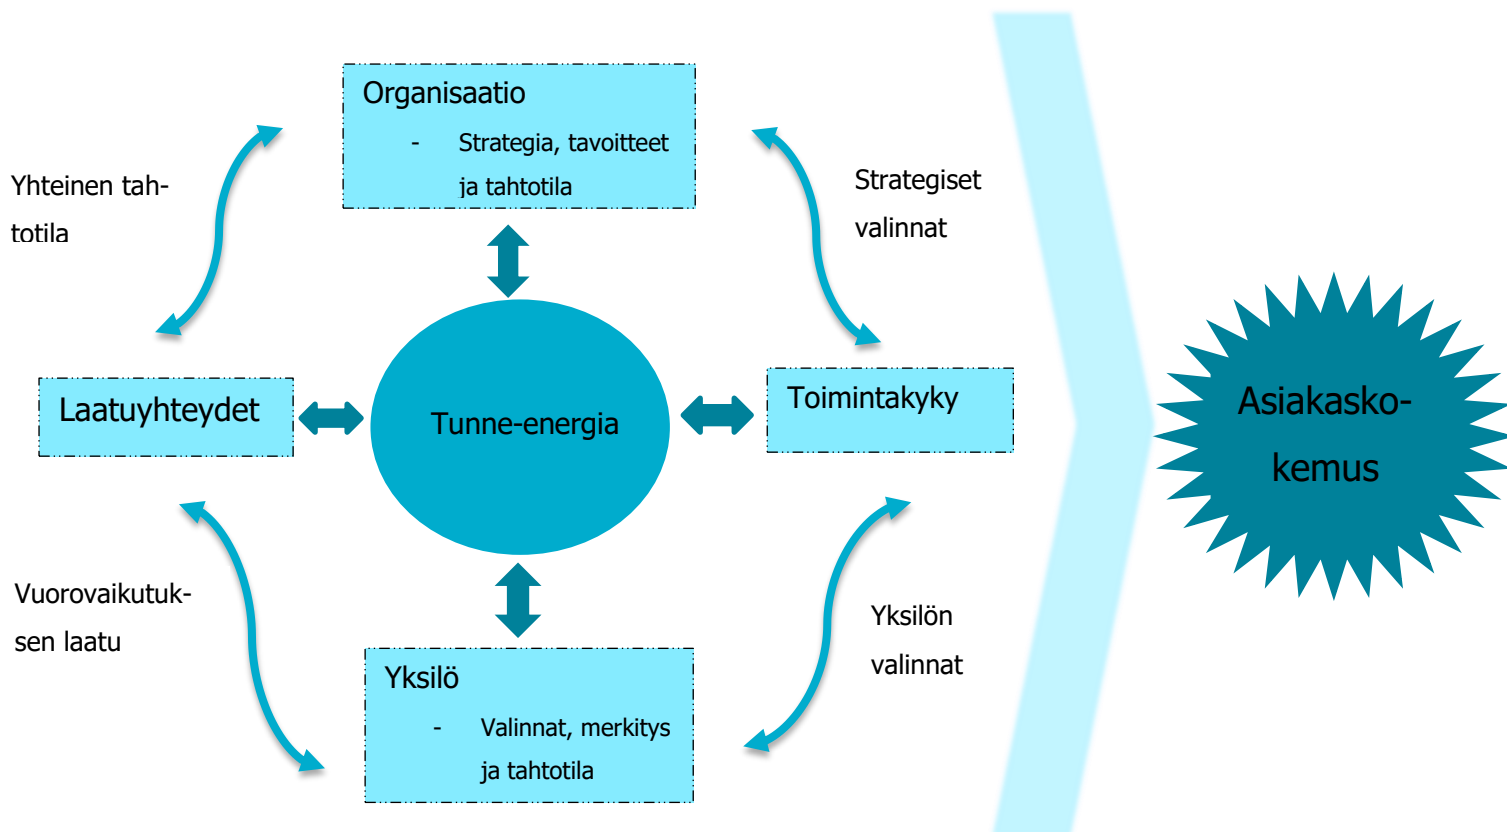 Organisaatio
- Strategia, tavoitteet
ja tahtotila
Yhteinen tah-
totila
Strategiset
valinnat
Laatuyhteydet
Tunne-energia
Toimintakyky
Asiakasko-
kemus
Vuorovaikutuk-
sen laatu
Yksilön
valinnat
Yksilö
- Valinnat, merkitys
ja tahtotila